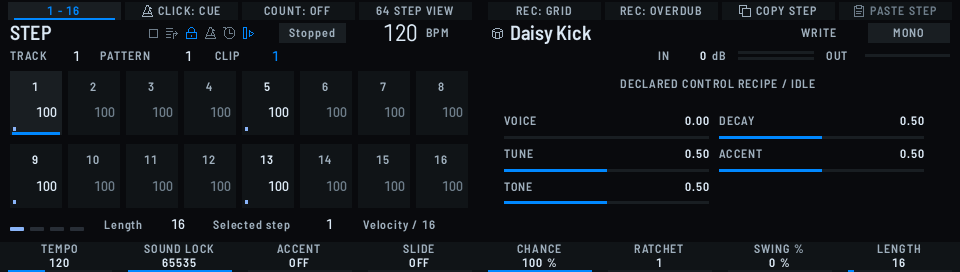 1 - 16 CLICK: CUE COUNT: OFF 64 STEP VIEW REC: GRID REC: OVERDUB COPY STEP PASTE STEP
STEP Stopped 120 BPM Daisy Kick WRITE MONO
TRACK 1 PATTERN 1 CLIP 1 IN 0 dB OUT
DECLARED CONTROL RECIPE / IDLE
1 2 3 4 5 6 7 8
100 100 100 100 100 100 100 100
VOICE 0.00 DECAY 0.50
TUNE 0.50 ACCENT 0.50
9 10 11 12 13 14 15 16
100 100 100 100 100 100 100 100
TONE 0.50
Length 16 Selected step 1 Velocity / 16
TEMPO SOUND LOCK ACCENT SLIDE CHANCE RATCHET SWING % LENGTH
120 65535 OFF OFF 100 % 1 0 % 16